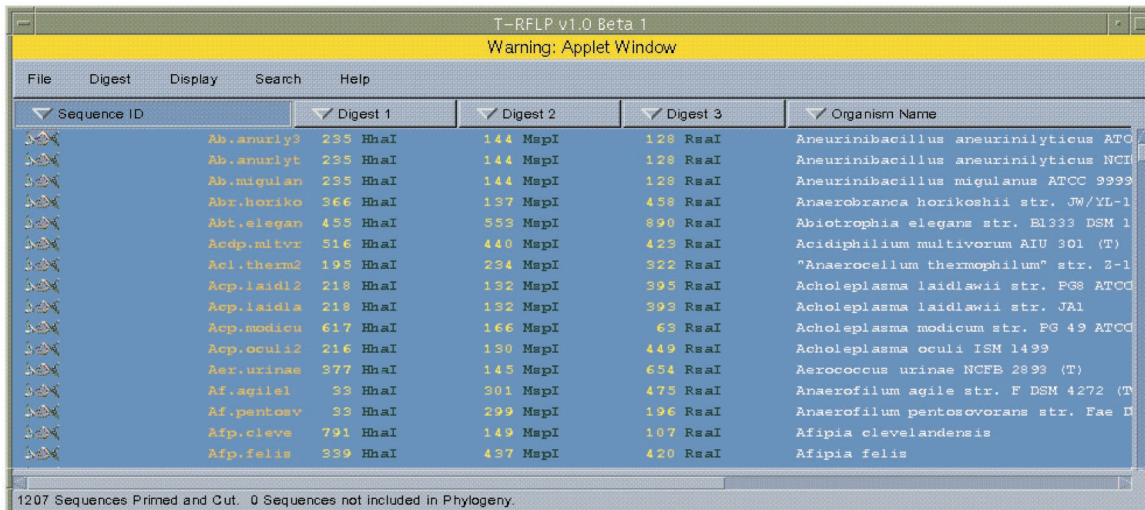 T-RFLP v1.0 Beta 1
Warning: Applet Window
File Digest Display Search Help
Sequence ID Digest 1 Digest 2 Digest 3 Organism Name
Ab.anurly3 235 HhaI 144 MspI 128 RsaI Aneurinibacillus aneurinilyticus ATC
Ab.anurlyt 235 HhaI 144 MspI 128 RsaI Aneurinibacillus aneurinilyticus NCI
Ab.migulan 235 HhaI 144 MspI 128 RsaI Aneurinibacillus migulanus ATCC 9999
Abr.horiko 366 HhaI 137 MspI 458 RsaI Anaerobranca horikoshii str. JW/YL-1
Abt.elegan 455 HhaI 553 MspI 890 RsaI Abiotrophia elegans str. B1333 DSM 1
Acdp.mltvr 516 HhaI 440 MspI 423 RsaI Acidiphilium multivorum AIU 301 (T)
Acl.therm2 195 HhaI 234 MspI 322 RsaI "Anaerocellum thermophilum" str. Z-1
Acp.laidl2 218 HhaI 132 MspI 395 RsaI Acholeplasma laidlawii str. PG8 ATCC
Acp.laidla 218 HhaI 132 MspI 393 RsaI Acholeplasma laidlawii str. JA1
Acp.modicu 617 HhaI 166 MspI 63 RsaI Acholeplasma modicum str. PG 49 ATCC
Acp.oculi2 216 HhaI 130 MspI 449 RsaI Acholeplasma oculi ISM 1499
Aer.urinae 377 HhaI 145 MspI 654 RsaI Aerococcus urinae NCFB 2893 (T)
Af.agile1 33 HhaI 301 MspI 475 RsaI Anaerofilum agile str. F DSM 4272 (T
Af.pentosv 33 HhaI 299 MspI 196 RsaI Anaerofilum pentosovorans str. Fae D
Afp.cleve 791 HhaI 149 MspI 107 RsaI Afipia clevelandensis
Afp.felis 339 HhaI 437 MspI 420 RsaI Afipia felis
1207 Sequences Primed and Cut. 0 Sequences not included in Phylogeny.